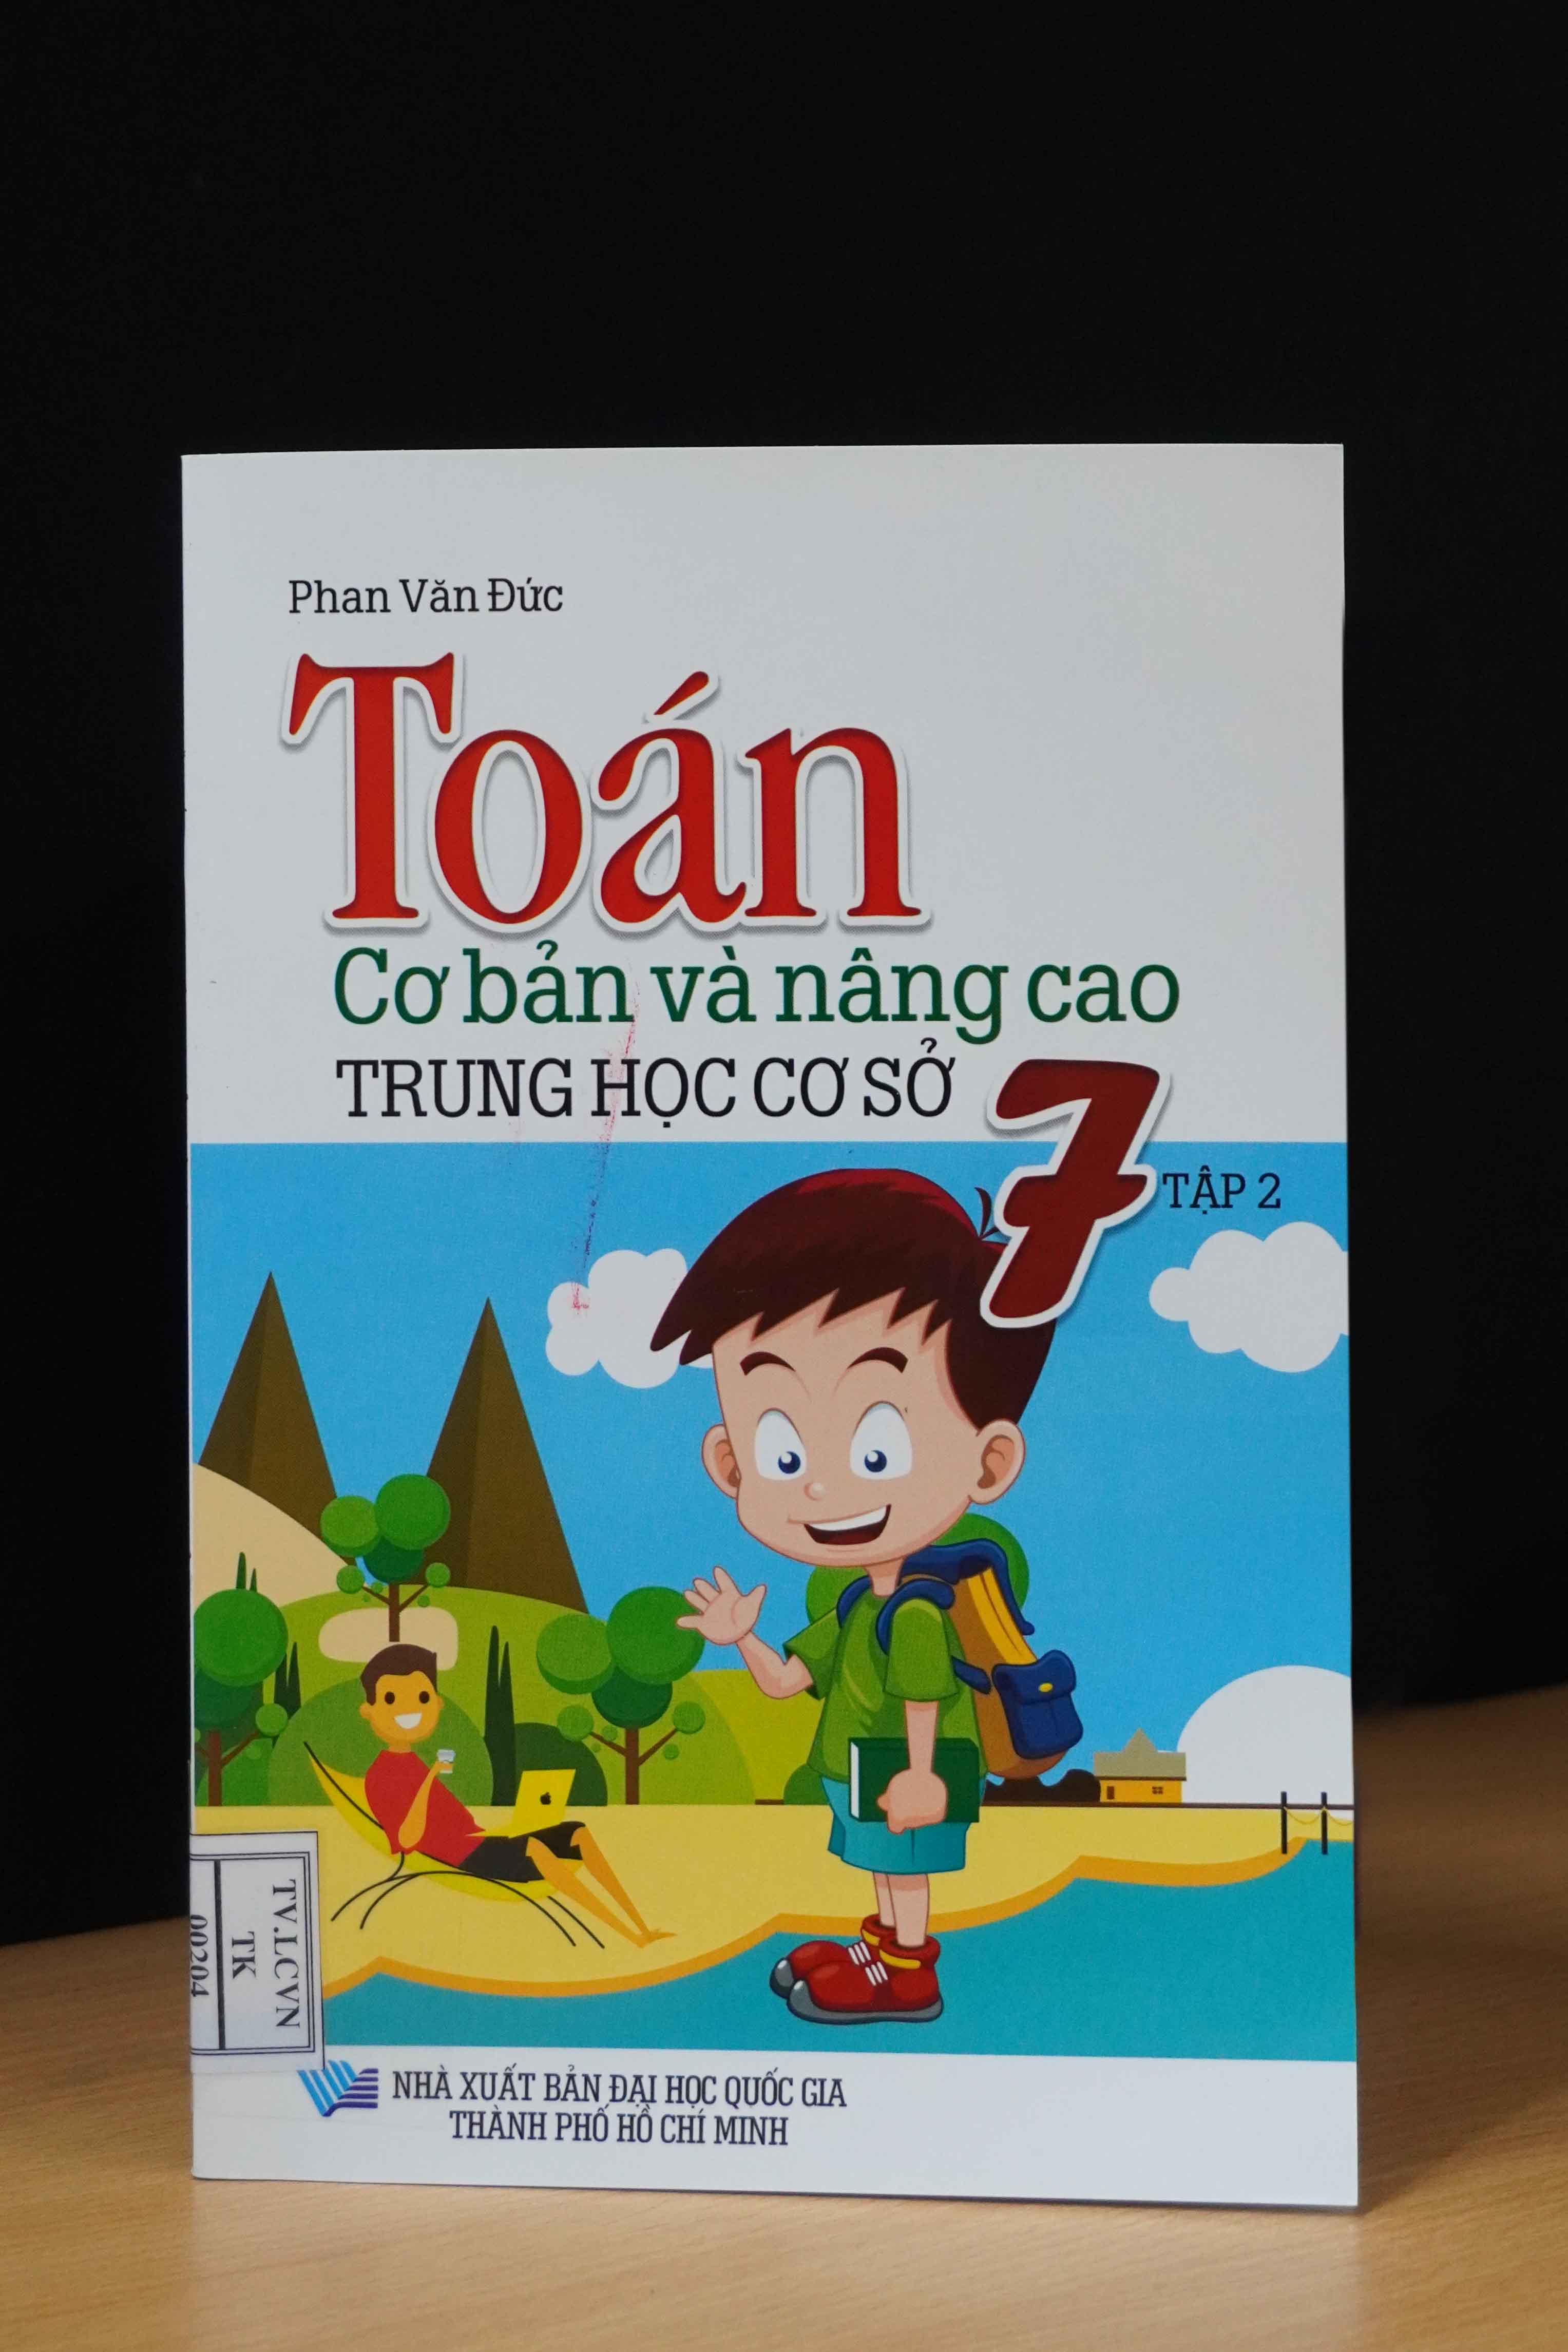 Phan Văn Đức
Toán
Cơ bản và nâng cao
TRUNG HỌC CƠ SỞ 7
TẬP 2
TV.LCVN
TK
00204
NHÀ XUẤT BẢN ĐẠI HỌC QUỐC GIA
THÀNH PHỐ HỒ CHÍ MINH